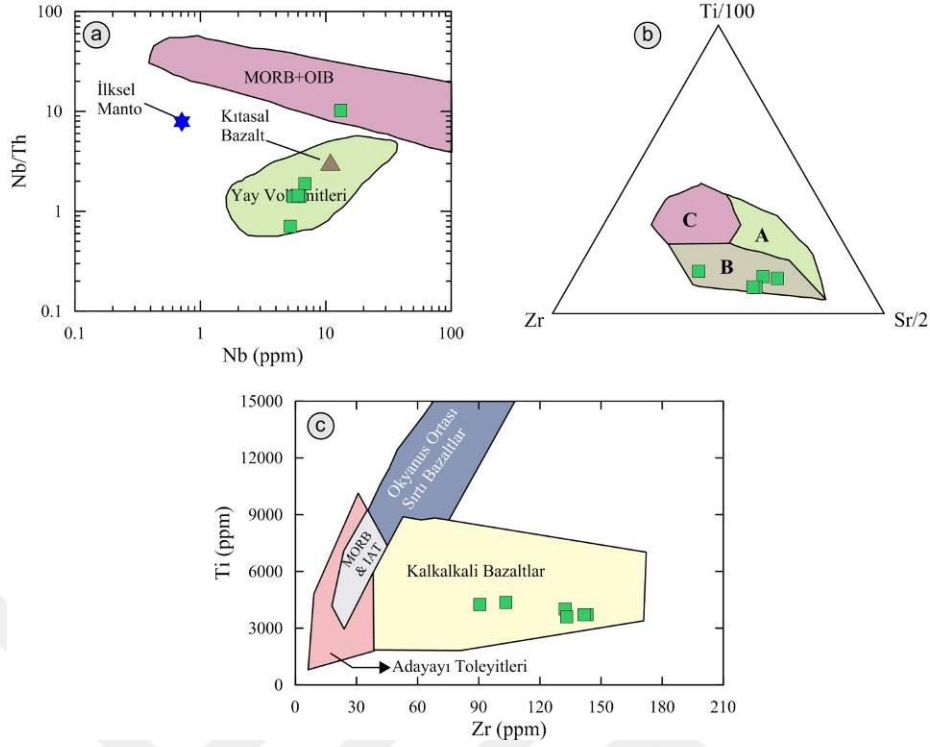 a
Nb/Th
100
10
1
0.1
0.1
1
10
100
Nb (ppm)
MORB+OIB
İlksel
Manto
Kıtasal
Bazalt
Yay Volkanitleri
b
Ti/100
Zr
Sr/2
C
A
B
c
Ti (ppm)
15000
12000
9000
6000
3000
0
0
30
60
90
120
150
180
210
Zr (ppm)
Okyanus Ortası
Sırtı Bazaltlar
MORB
& IAT
Kalkalkali Bazaltlar
Adayayı Toleyitleri